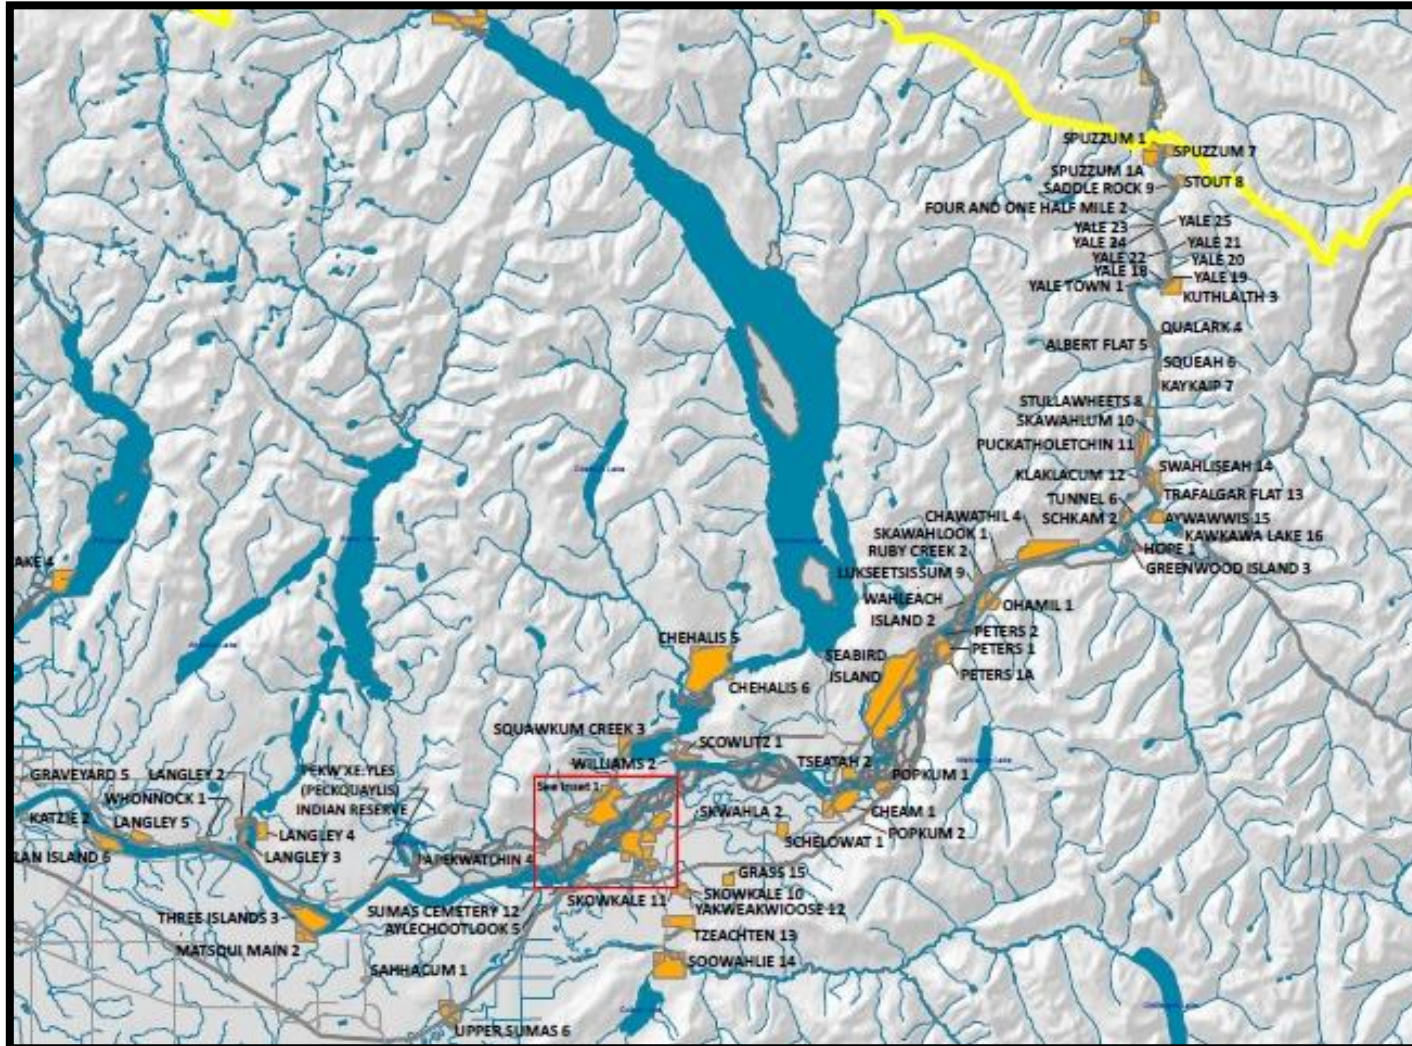 SPUZZUM 1
SPUZZUM 7
SPUZZUM 1A
STOUT 8
SADDLE ROCK 9
FOUR AND ONE HALF MILE 2
YALE 25
YALE 23
YALE 24
YALE 21
YALE 22
YALE 20
YALE 18
YALE 19
YALE TOWN 1
KUTHLALTH 3
QUALARK 4
ALBERT FLAT 5
SQUEAH 6
KAYKAIP 7
STULLAWHEETS 8
SKAWAHLUM 10
PUCKATHOLETCHIN 11
SWAHLISEAH 14
KLAKLACUM 12
TRAFALGAR FLAT 13
TUNNEL 6
CHAWATHIL 4
SCHKAM 2
AYWAWWIS 15
SKAWAHLOOK 1
KAWKAWA LAKE 16
RUBY CREEK 2
HOPE 1
AKE 4
GREENWOOD ISLAND 3
LUKSEETSISSUM 9
WAHLEACH
ISLAND 2
OHAMIL 1
PETERS 2
CHEHALIS 5
PETERS 1
SEABIRD
ISLAND
PETERS 1A
CHEHALIS 6
SQUAWKUM CREEK 3
SCOWLITZ 1
WILLIAMS 2
TSEATAH 2
GRAVEYARD 5
LANGLEY 2
PEKW'XE:YLES
(PECKQUAYLIS)
INDIAN RESERVE
POPKUM 1
See Inset 1
WHONNOCK 1
KATZIE 2
LANGLEY 5
SKWAHLA 2
CHEAM 1
LANGLEY 4
POPKUM 2
SCHELOWAT 1
LAN ISLAND 6
LANGLEY 3
PAPEKWATCHIN 4
GRASS 15
SKOWKALE 10
SKOWKALE 11
YAKWEAKWIOOSE 12
THREE ISLANDS 3
SUMAS CEMETERY 12
AYLECHOOTLOOK 5
TZEACHTEN 13
MATSQUI MAIN 2
SOOWAHLIE 14
SAHHACUM 1
UPPER SUMAS 6